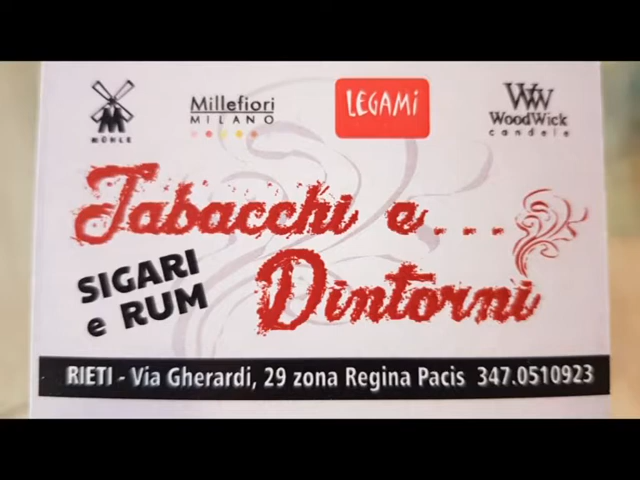 MÜHLE
Millefiori
MILANO
LEGAMi
WoodWick
candele
Tabacchi e...
SIGARI
e RUM
Dintorni
RIETI - Via Gherardi, 29 zona Regina Pacis 347.0510923